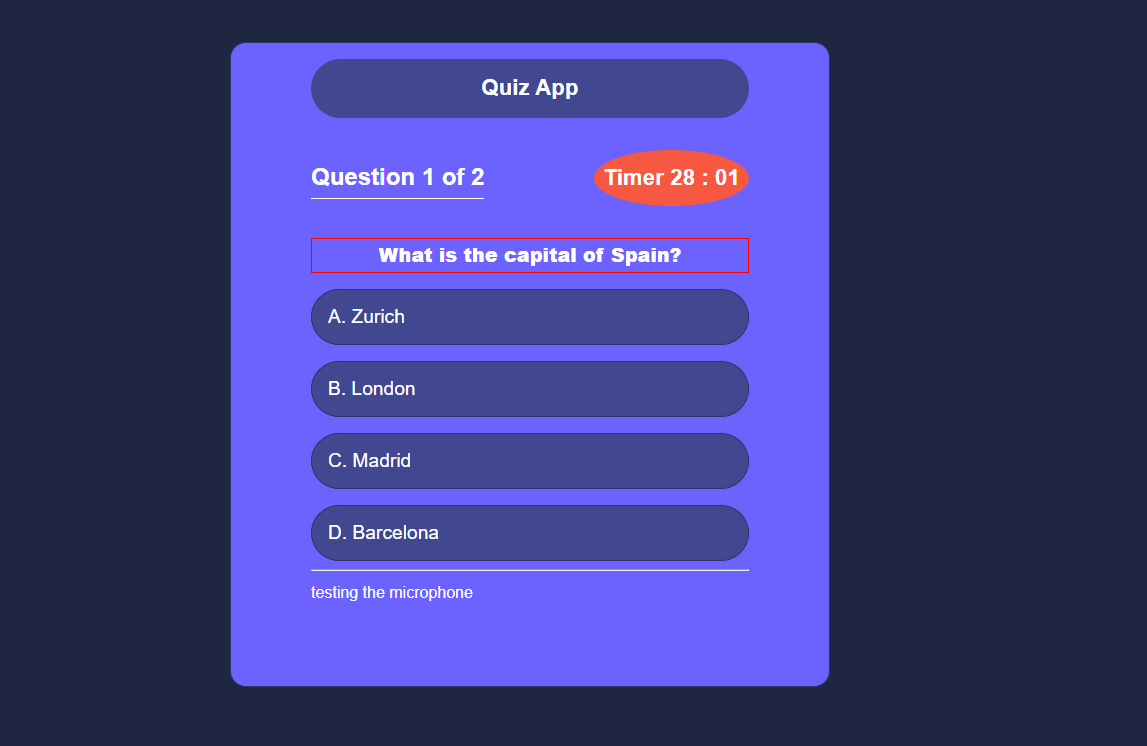 Quiz App
Question 1 of 2
Timer 28 : 01
What is the capital of Spain?
A. Zurich
B. London
C. Madrid
D. Barcelona
testing the microphone